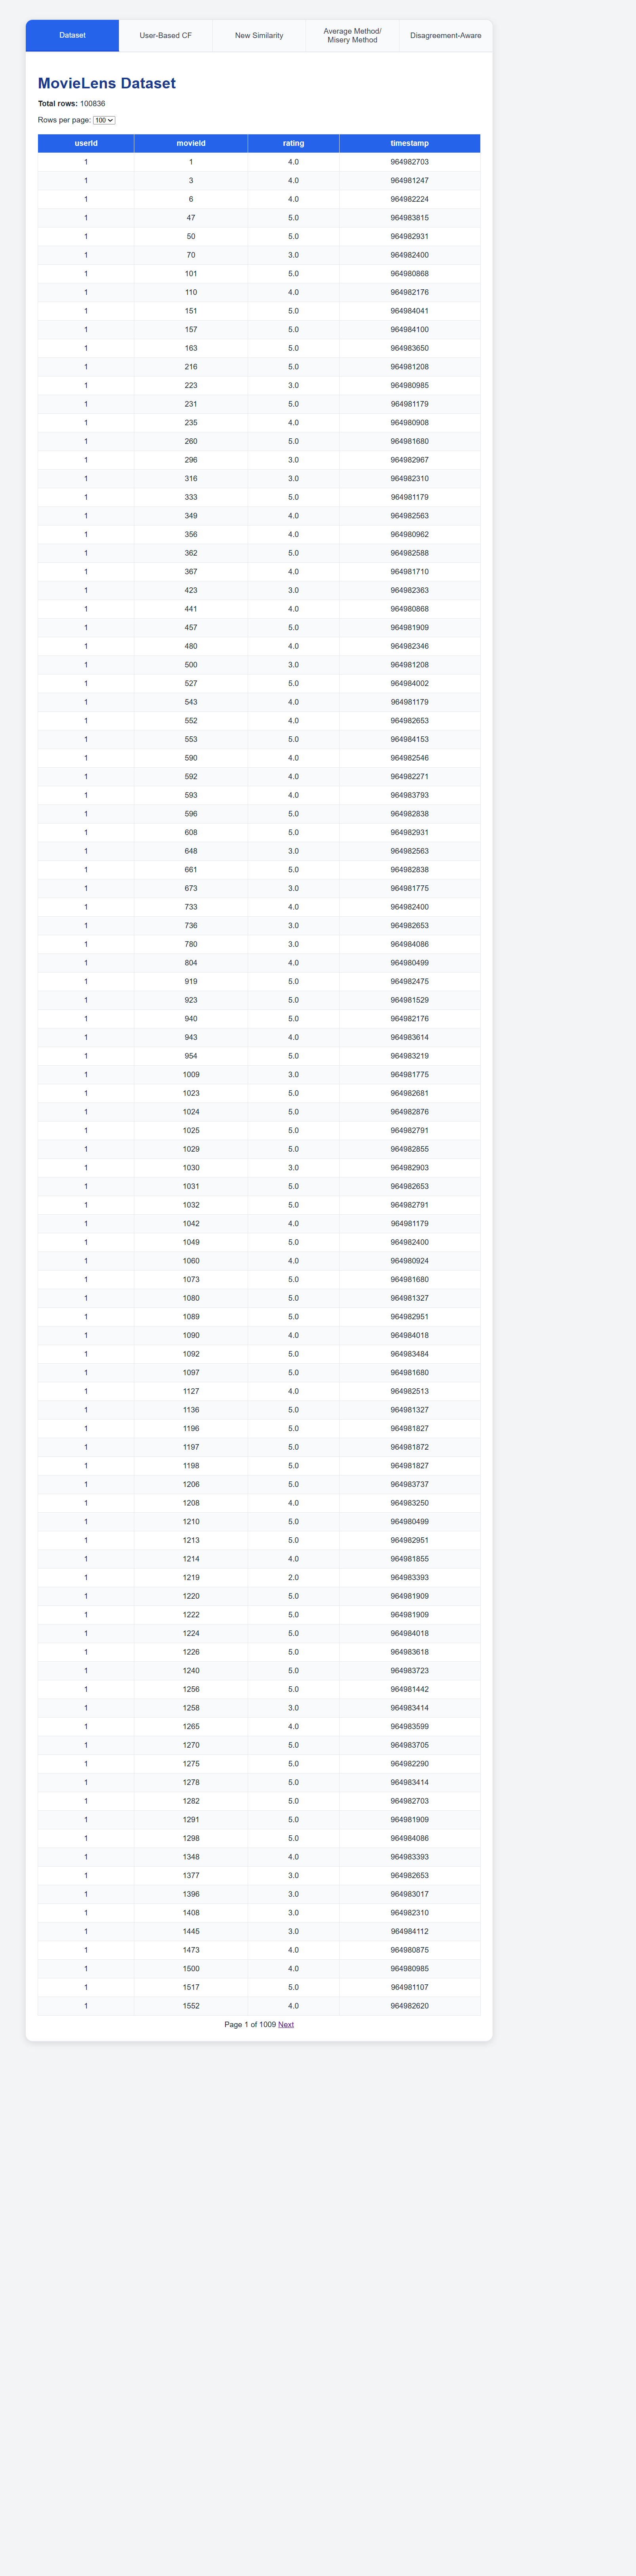 Dataset
User-Based CF
New Similarity
Average Method/
Misery Method
Disagreement-Aware
MovieLens Dataset
Total rows: 100836
Rows per page: 100
userId movieId rating timestamp
1 1 4.0 964982703
1 3 4.0 964981247
1 6 4.0 964982224
1 47 5.0 964983815
1 50 5.0 964982931
1 70 3.0 964982400
1 101 5.0 964980868
1 110 4.0 964982176
1 151 5.0 964984041
1 157 5.0 964984100
1 163 5.0 964983650
1 216 5.0 964981208
1 223 3.0 964980985
1 231 5.0 964981179
1 235 4.0 964980908
1 260 5.0 964981680
1 296 3.0 964982967
1 316 3.0 964982310
1 333 5.0 964981179
1 349 4.0 964982563
1 356 4.0 964980962
1 362 5.0 964982588
1 367 4.0 964981710
1 423 3.0 964982363
1 441 4.0 964980868
1 457 5.0 964981909
1 480 4.0 964982346
1 500 3.0 964981208
1 527 5.0 964984002
1 543 4.0 964981179
1 552 4.0 964982653
1 553 5.0 964984153
1 590 4.0 964982546
1 592 4.0 964982271
1 593 4.0 964983793
1 596 5.0 964982838
1 608 5.0 964982931
1 648 3.0 964982563
1 661 5.0 964982838
1 673 3.0 964981775
1 733 4.0 964982400
1 736 3.0 964982653
1 780 3.0 964984086
1 804 4.0 964980499
1 919 5.0 964982475
1 923 5.0 964981529
1 940 5.0 964982176
1 943 4.0 964983614
1 954 5.0 964983219
1 1009 3.0 964981775
1 1023 5.0 964982681
1 1024 5.0 964982876
1 1025 5.0 964982791
1 1029 5.0 964982855
1 1030 3.0 964982903
1 1031 5.0 964982653
1 1032 5.0 964982791
1 1042 4.0 964981179
1 1049 5.0 964982400
1 1060 4.0 964980924
1 1073 5.0 964981680
1 1080 5.0 964981327
1 1089 5.0 964982951
1 1090 4.0 964984018
1 1092 5.0 964983484
1 1097 5.0 964981680
1 1127 4.0 964982513
1 1136 5.0 964981327
1 1196 5.0 964981827
1 1197 5.0 964981872
1 1198 5.0 964981827
1 1206 5.0 964983737
1 1208 4.0 964983250
1 1210 5.0 964980499
1 1213 5.0 964982951
1 1214 4.0 964981855
1 1219 2.0 964983393
1 1220 5.0 964981909
1 1222 5.0 964981909
1 1224 5.0 964984018
1 1226 5.0 964983618
1 1240 5.0 964983723
1 1256 5.0 964981442
1 1258 3.0 964983414
1 1265 4.0 964983599
1 1270 5.0 964983705
1 1275 5.0 964982290
1 1278 5.0 964983414
1 1282 5.0 964982703
1 1291 5.0 964981909
1 1298 5.0 964984086
1 1348 4.0 964983393
1 1377 3.0 964982653
1 1396 3.0 964983017
1 1408 3.0 964982310
1 1445 3.0 964984112
1 1473 4.0 964980875
1 1500 4.0 964980985
1 1517 5.0 964981107
1 1552 4.0 964982620
Page 1 of 1009 Next